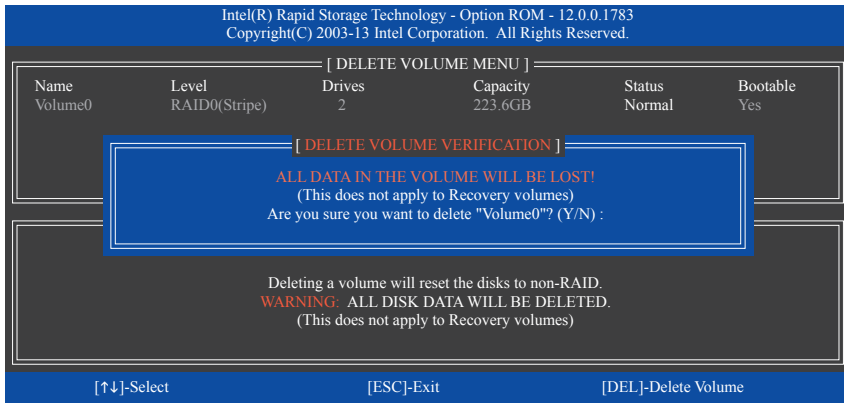 Intel(R) Rapid Storage Technology - Option ROM - 12.0.0.1783
Copyright(C) 2003-13 Intel Corporation. All Rights Reserved.
[ DELETE VOLUME MENU ]
Name Level Drives Capacity Status Bootable
Volume0 RAID0(Stripe) 2 223.6GB Normal Yes
[ DELETE VOLUME VERIFICATION ]
ALL DATA IN THE VOLUME WILL BE LOST!
(This does not apply to Recovery volumes)
Are you sure you want to delete "Volume0"? (Y/N) :
Deleting a volume will reset the disks to non-RAID.
WARNING: ALL DISK DATA WILL BE DELETED.
(This does not apply to Recovery volumes)
[↑↓]-Select [ESC]-Exit [DEL]-Delete Volume